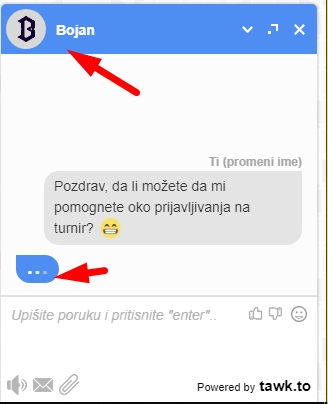 Bojan
Ti (promeni ime)
Pozdrav, da li možete da mi
pomognete oko prijavljivanja na
turnir? 😁
...
Upišite poruku i pritisnite "enter"..
Powered by tawk.to